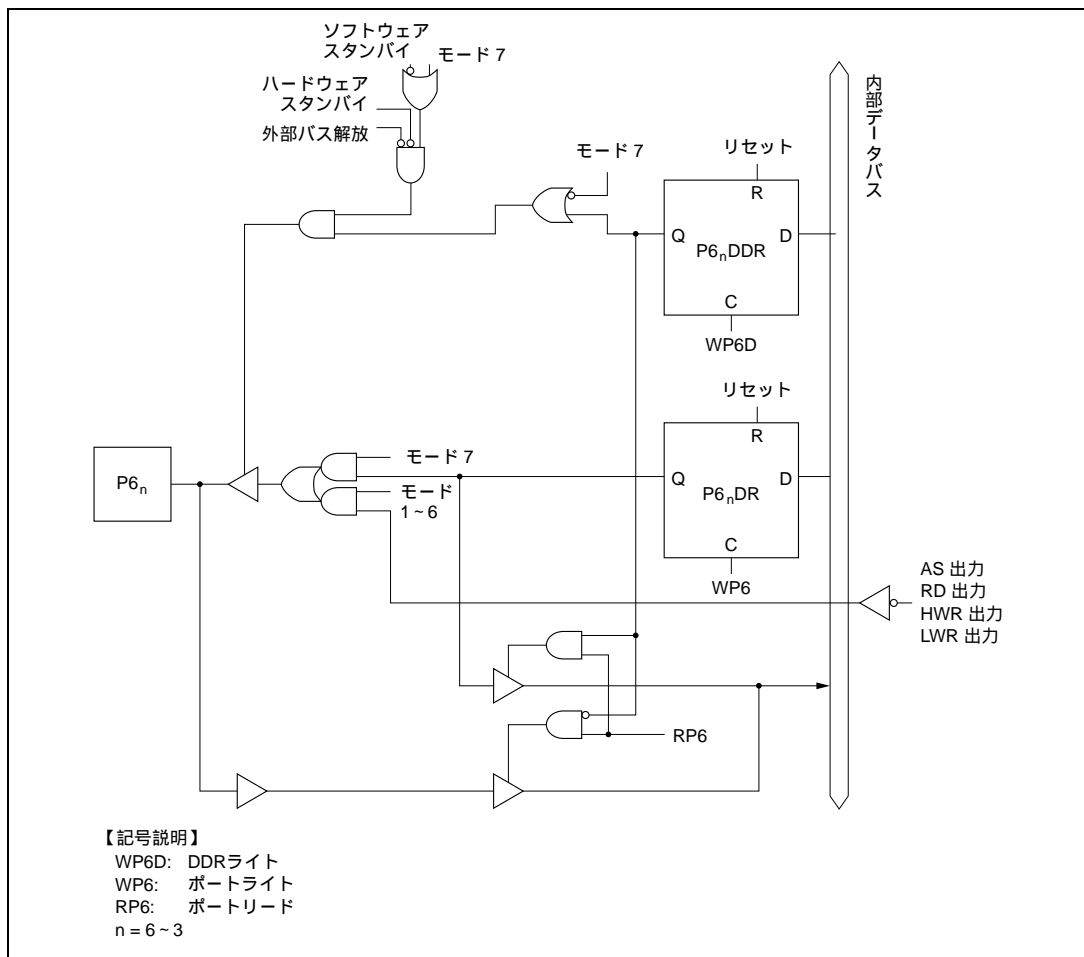 ソフトウェア
スタンバイ
モード 7
ハードウェア
スタンバイ
外部バス解放
モード 7
リセット
内部データバス
R
Q
D
P6nDDR
C
WP6D
リセット
R
P6n
モード 7
Q
D
P6nDR
モード
1~6
C
WP6
AS 出力
RD 出力
HWR 出力
LWR 出力
RP6
【記号説明】
WP6D: DDRライト
WP6: ポートライト
RP6: ポートリード
n = 6~3